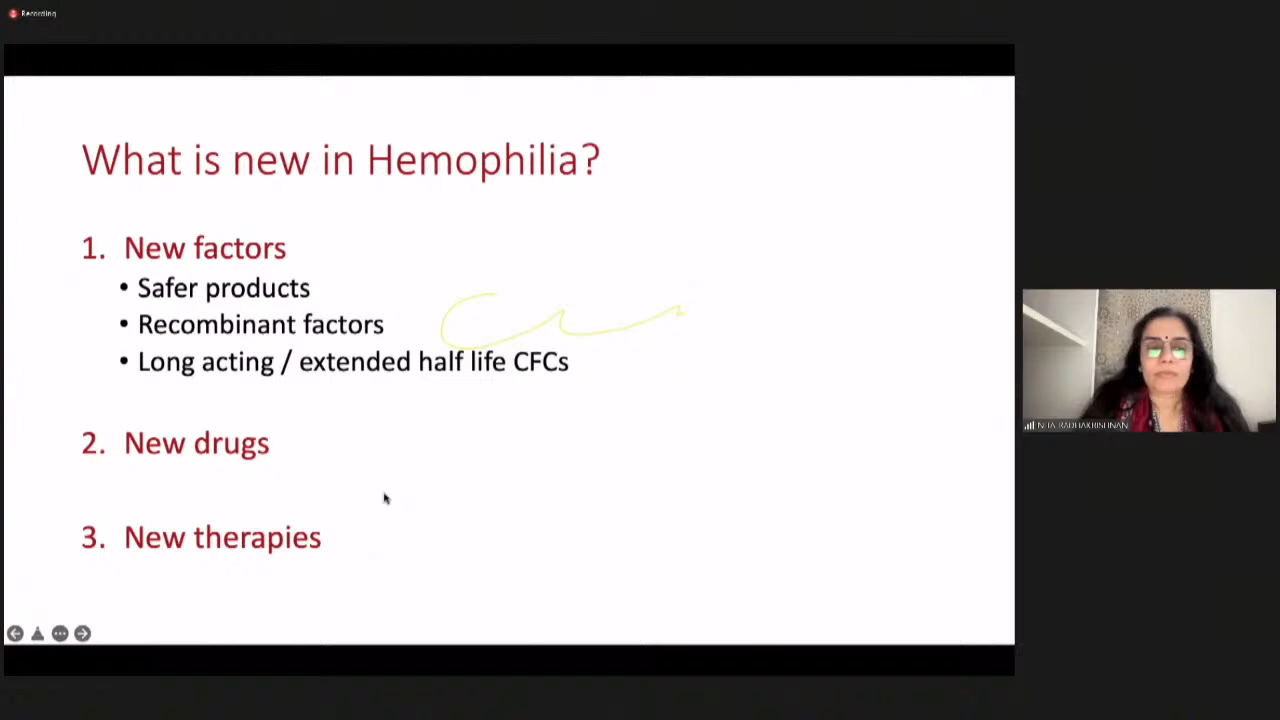 Recording
What is new in Hemophilia?
1. New factors
• Safer products
• Recombinant factors
• Long acting / extended half life CFCs
2. New drugs
3. New therapies
RADHAKRISHNAN